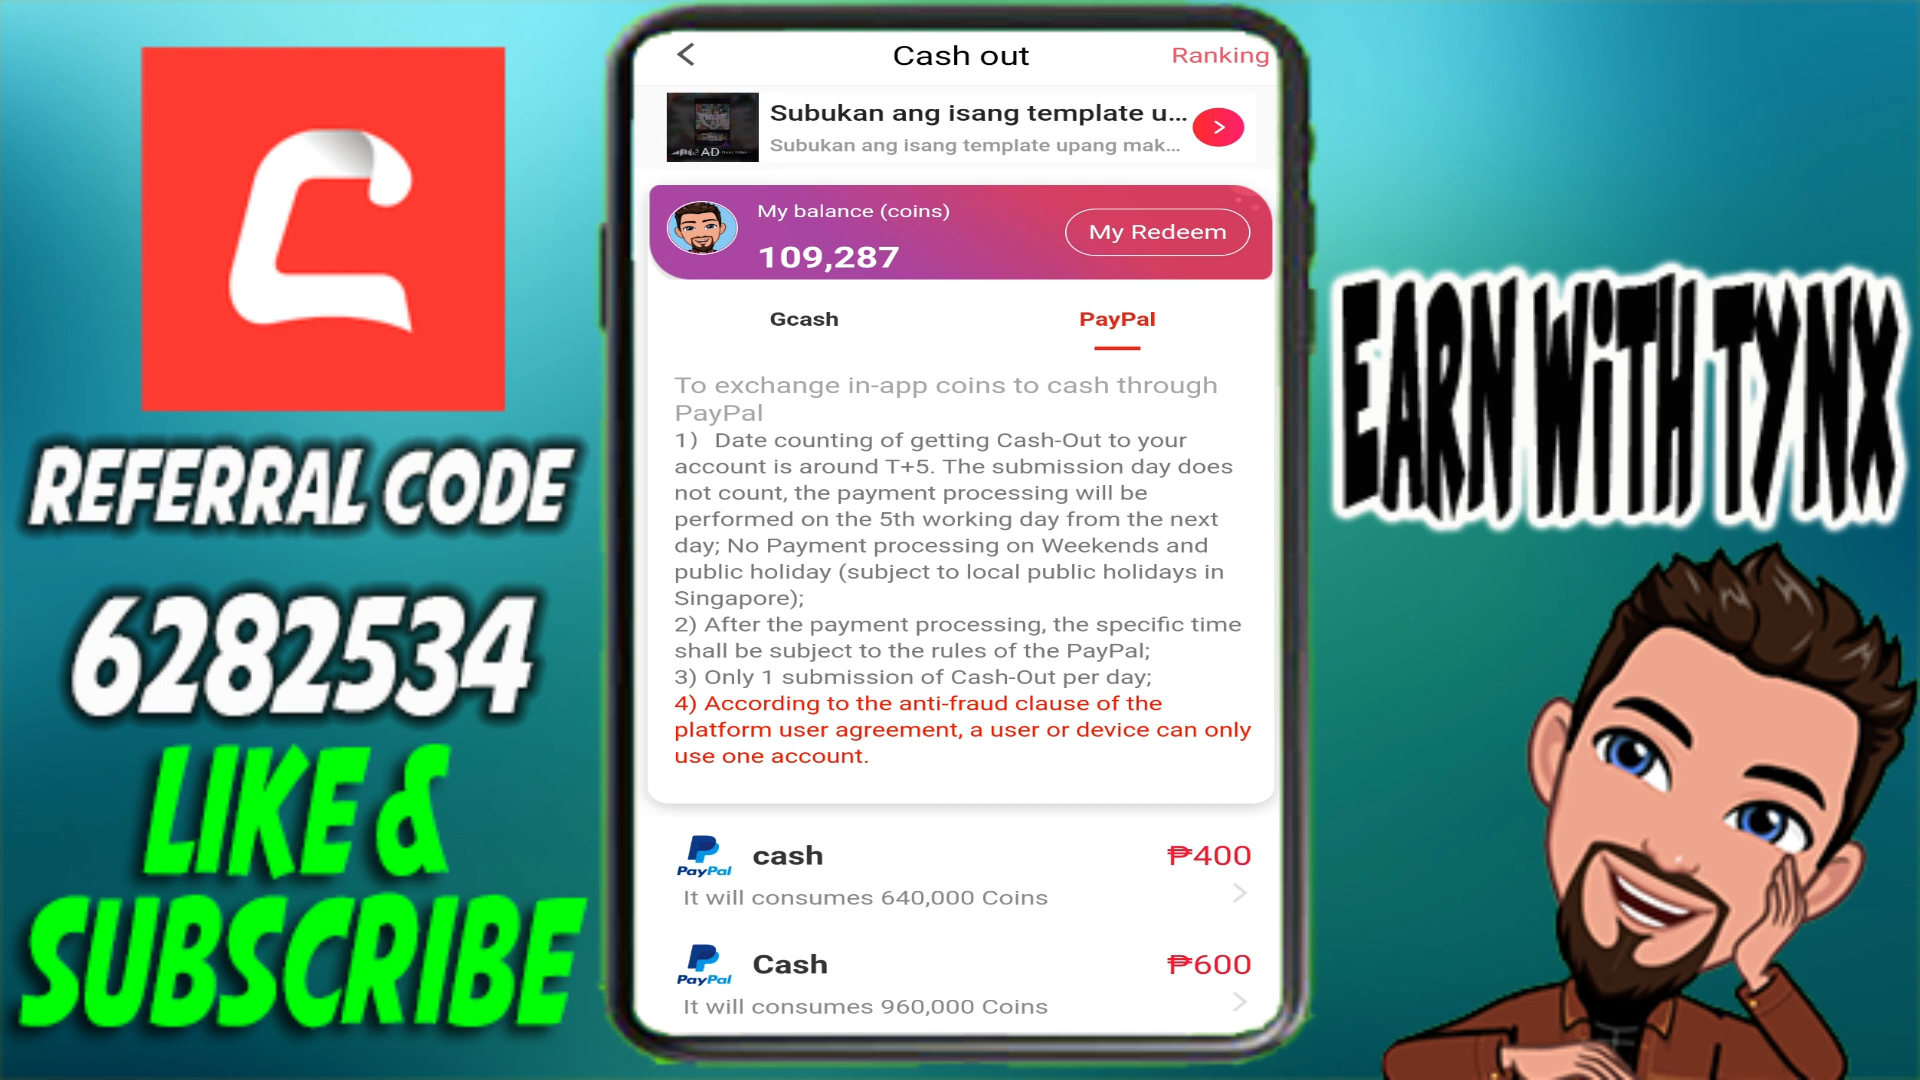 REFERRAL CODE
6282534
LIKE &
SUBSCRIBE
Cash out
Ranking
AD
Subukan ang isang template u...
Subukan ang isang template upang mak...
My balance (coins)
109,287
My Redeem
Gcash
PayPal
To exchange in-app coins to cash through
PayPal
1) Date counting of getting Cash-Out to your
account is around T+5. The submission day does
not count, the payment processing will be
performed on the 5th working day from the next
day; No Payment processing on Weekends and
public holiday (subject to local public holidays in
Singapore);
2) After the payment processing, the specific time
shall be subject to the rules of the PayPal;
3) Only 1 submission of Cash-Out per day;
4) According to the anti-fraud clause of the
platform user agreement, a user or device can only
use one account.
PayPal
cash
₱400
It will consumes 640,000 Coins
PayPal
Cash
₱600
It will consumes 960,000 Coins
EARN WiTH TYNX